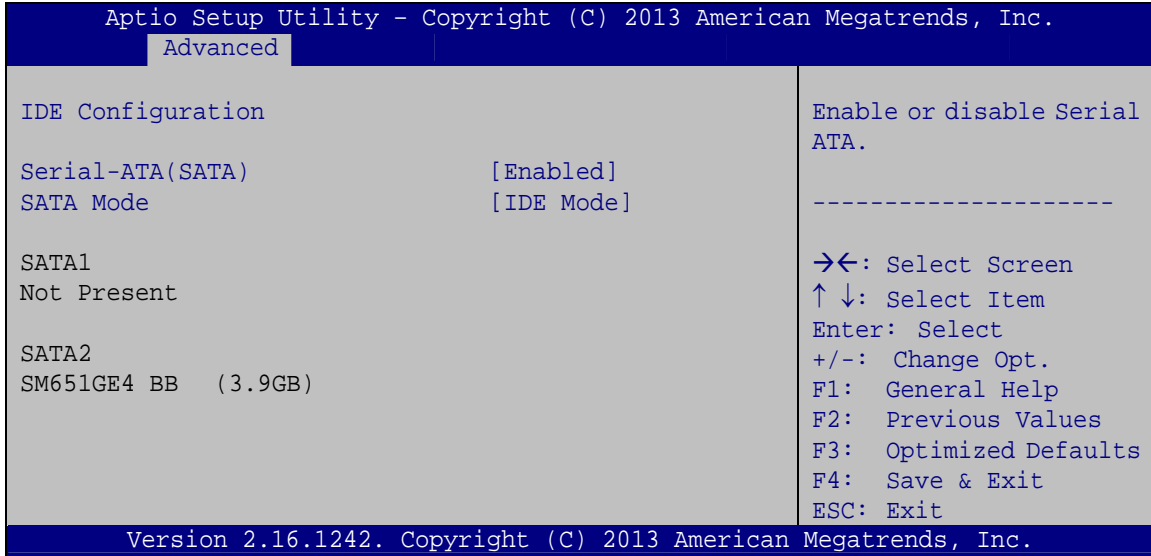 Aptio Setup Utility – Copyright (C) 2013 American Megatrends, Inc.
Advanced
IDE Configuration
Serial-ATA(SATA) [Enabled]
SATA Mode [IDE Mode]
SATA1
Not Present
SATA2
SM651GE4 BB (3.9GB)
Enable or disable Serial
ATA.
---------------------
→←: Select Screen
↑ ↓: Select Item
Enter: Select
+/-: Change Opt.
F1: General Help
F2: Previous Values
F3: Optimized Defaults
F4: Save & Exit
ESC: Exit
Version 2.16.1242. Copyright (C) 2013 American Megatrends, Inc.